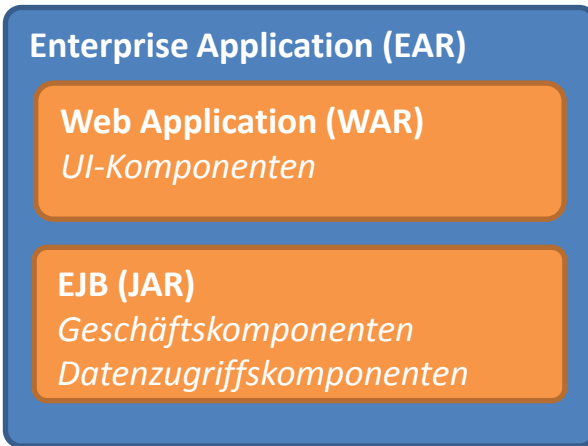 Enterprise Application (EAR)
Web Application (WAR)
UI-Komponenten
EJB (JAR)
Geschäftskomponenten
Datenzugriffskomponenten